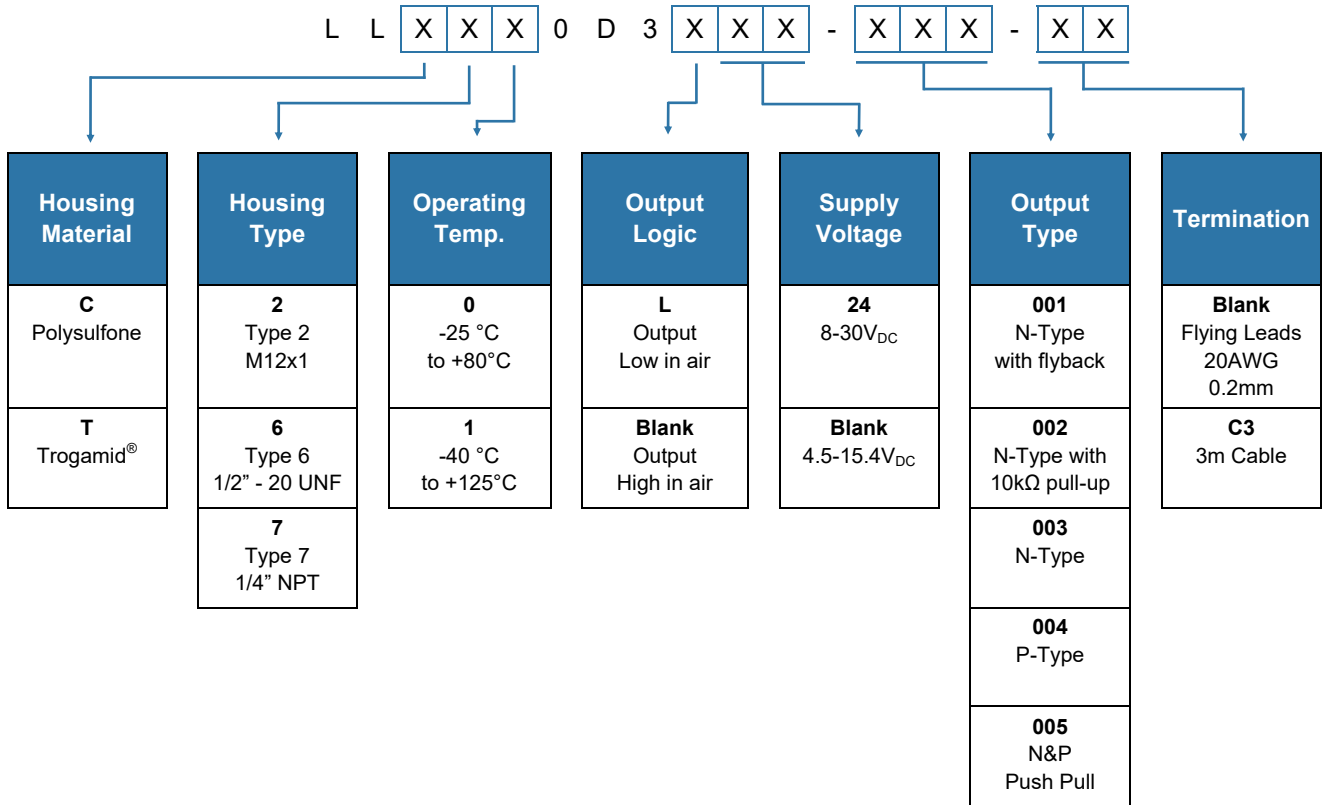 L L X X X 0 D 3 X X X - X X X - X X
Housing
Material
C
Polysulfone
T
Trogamid®
Housing
Type
2
Type 2
M12x1
6
Type 6
1/2” - 20 UNF
7
Type 7
1/4” NPT
Operating
Temp.
0
-25 °C
to +80°C
1
-40 °C
to +125°C
Output
Logic
L
Output
Low in air
Blank
Output
High in air
Supply
Voltage
24
8-30VDC
Blank
4.5-15.4VDC
Output
Type
001
N-Type
with flyback
002
N-Type with
10kΩ pull-up
003
N-Type
004
P-Type
005
N&P
Push Pull
Termination
Blank
Flying Leads
20AWG
0.2mm
C3
3m Cable